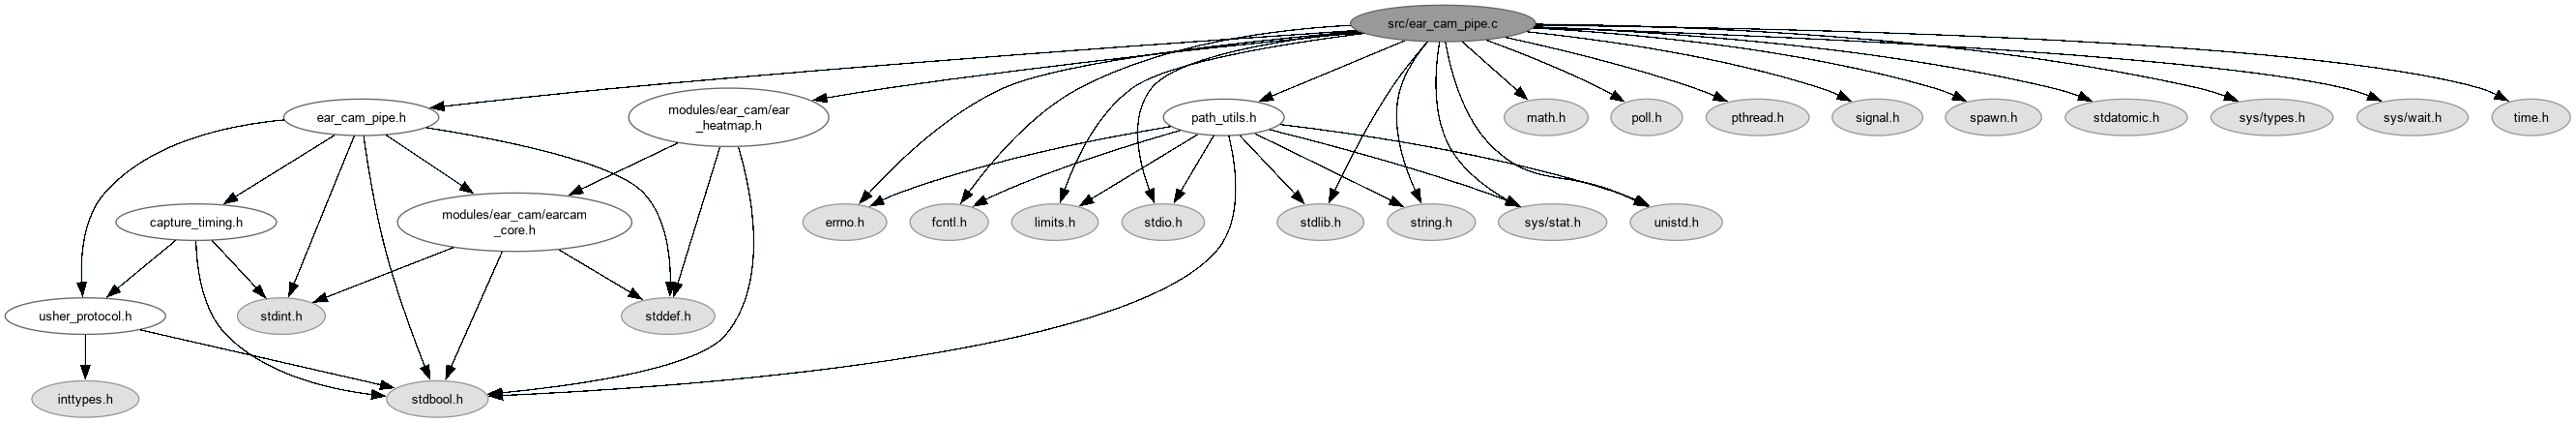 src/ear_cam_pipe.c
ear_cam_pipe.h
modules/ear_cam/ear
_heatmap.h
path_utils.h
math.h
poll.h
pthread.h
signal.h
spawn.h
stdatomic.h
sys/types.h
sys/wait.h
time.h
capture_timing.h
modules/ear_cam/earcam
_core.h
errno.h
fcntl.h
limits.h
stdio.h
stdlib.h
string.h
sys/stat.h
unistd.h
usher_protocol.h
stdint.h
stddef.h
inttypes.h
stdbool.h